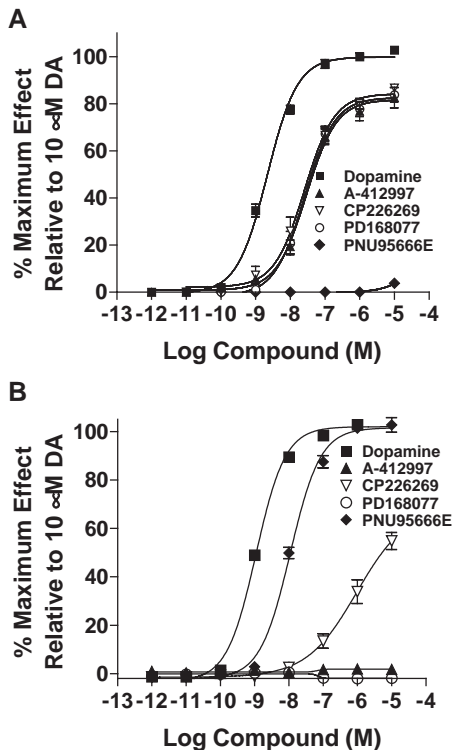 A
% Maximum Effect
Relative to 10 ∝M DA
100
80
60
40
20
0
-13 -12 -11 -10 -9 -8 -7 -6 -5 -4
Log Compound (M)
Dopamine
A-412997
CP226269
PD168077
PNU95666E
B
% Maximum Effect
Relative to 10 ∝M DA
100
80
60
40
20
0
-13 -12 -11 -10 -9 -8 -7 -6 -5 -4
Log Compound (M)
Dopamine
A-412997
CP226269
PD168077
PNU95666E